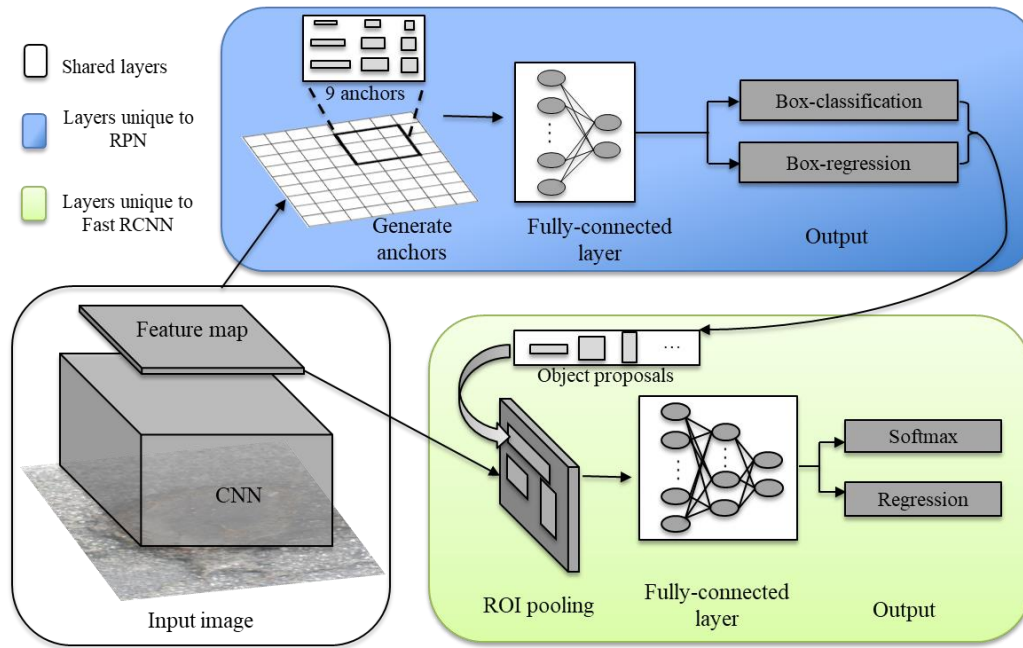 Shared layers
Layers unique to
RPN
Layers unique to
Fast RCNN
9 anchors
Generate
anchors
Fully-connected
layer
Box-classification
Box-regression
Output
Feature map
CNN
Input image
...
Object proposals
ROI pooling
Fully-connected
layer
Softmax
Regression
Output